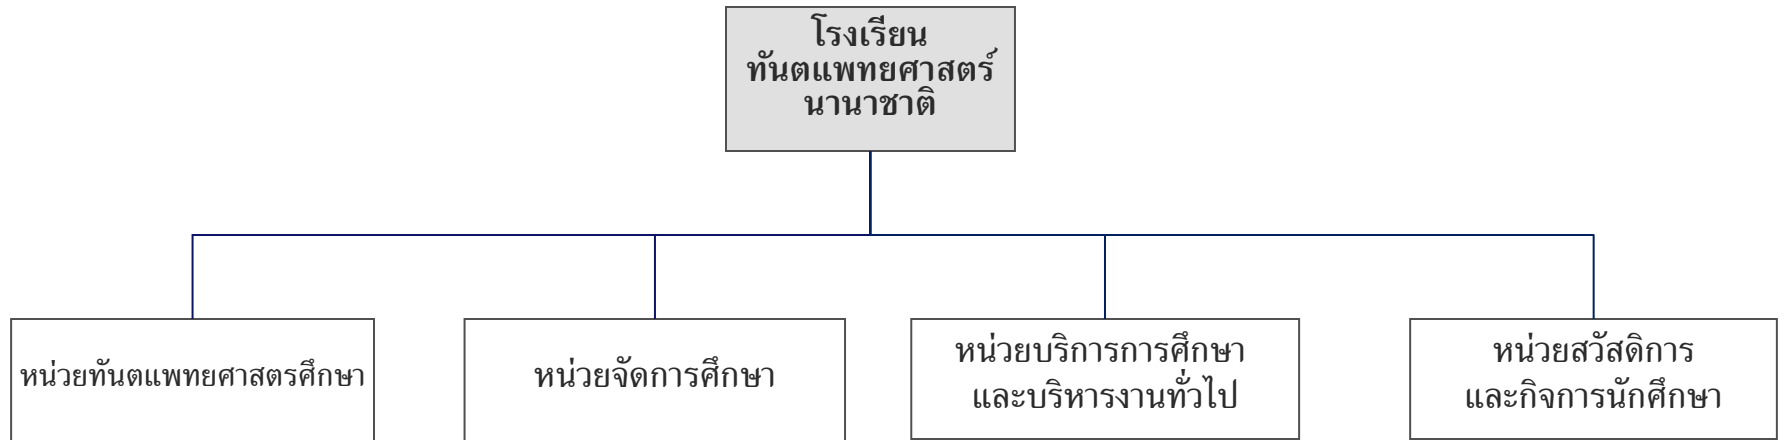 โรงเรียน
ทันตแพทยศาสตร์
นานาชาติ
หน่วยทันตแพทยศาสตรศึกษา
หน่วยจัดการศึกษา
หน่วยบริการการศึกษา
และบริหารงานทั่วไป
หน่วยสวัสดิการ
และกิจการนักศึกษา